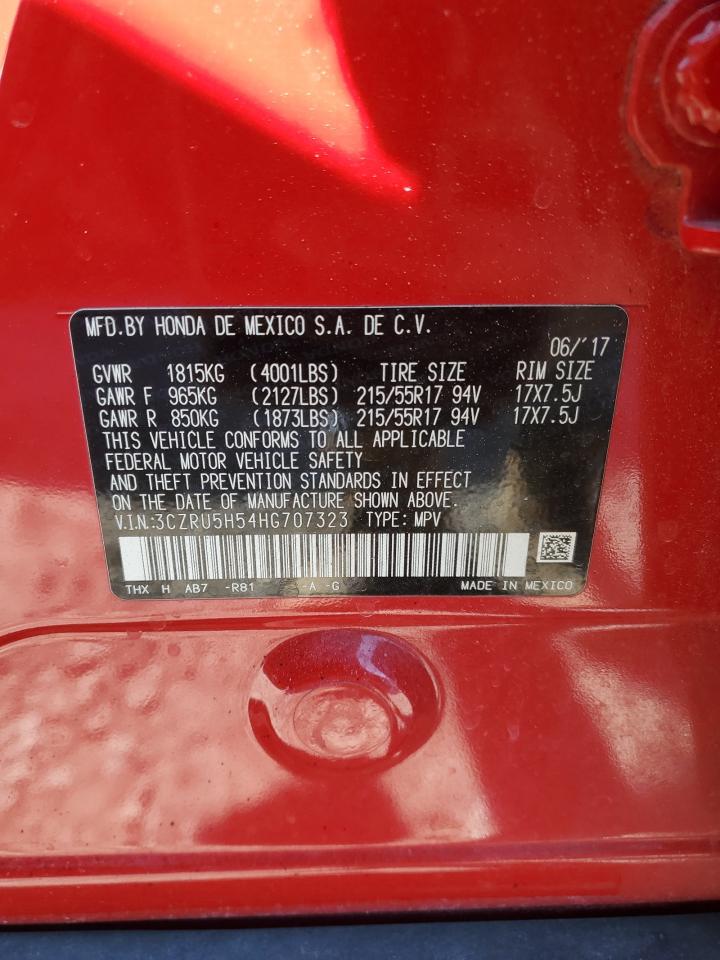 MFD.BY HONDA DE MEXICO S.A. DE C.V.
06/'17
GVWR 1815KG (4001LBS) TIRE SIZE RIM SIZE
GAWR F 965KG (2127LBS) 215/55R17 94V 17X7.5J
GAWR R 850KG (1873LBS) 215/55R17 94V 17X7.5J
THIS VEHICLE CONFORMS TO ALL APPLICABLE
FEDERAL MOTOR VEHICLE SAFETY
AND THEFT PREVENTION STANDARDS IN EFFECT
ON THE DATE OF MANUFACTURE SHOWN ABOVE.
V.I.N:3CZRU5H54HG707323 TYPE: MPV
THX H AB7 -R81 -A -G MADE IN MEXICO